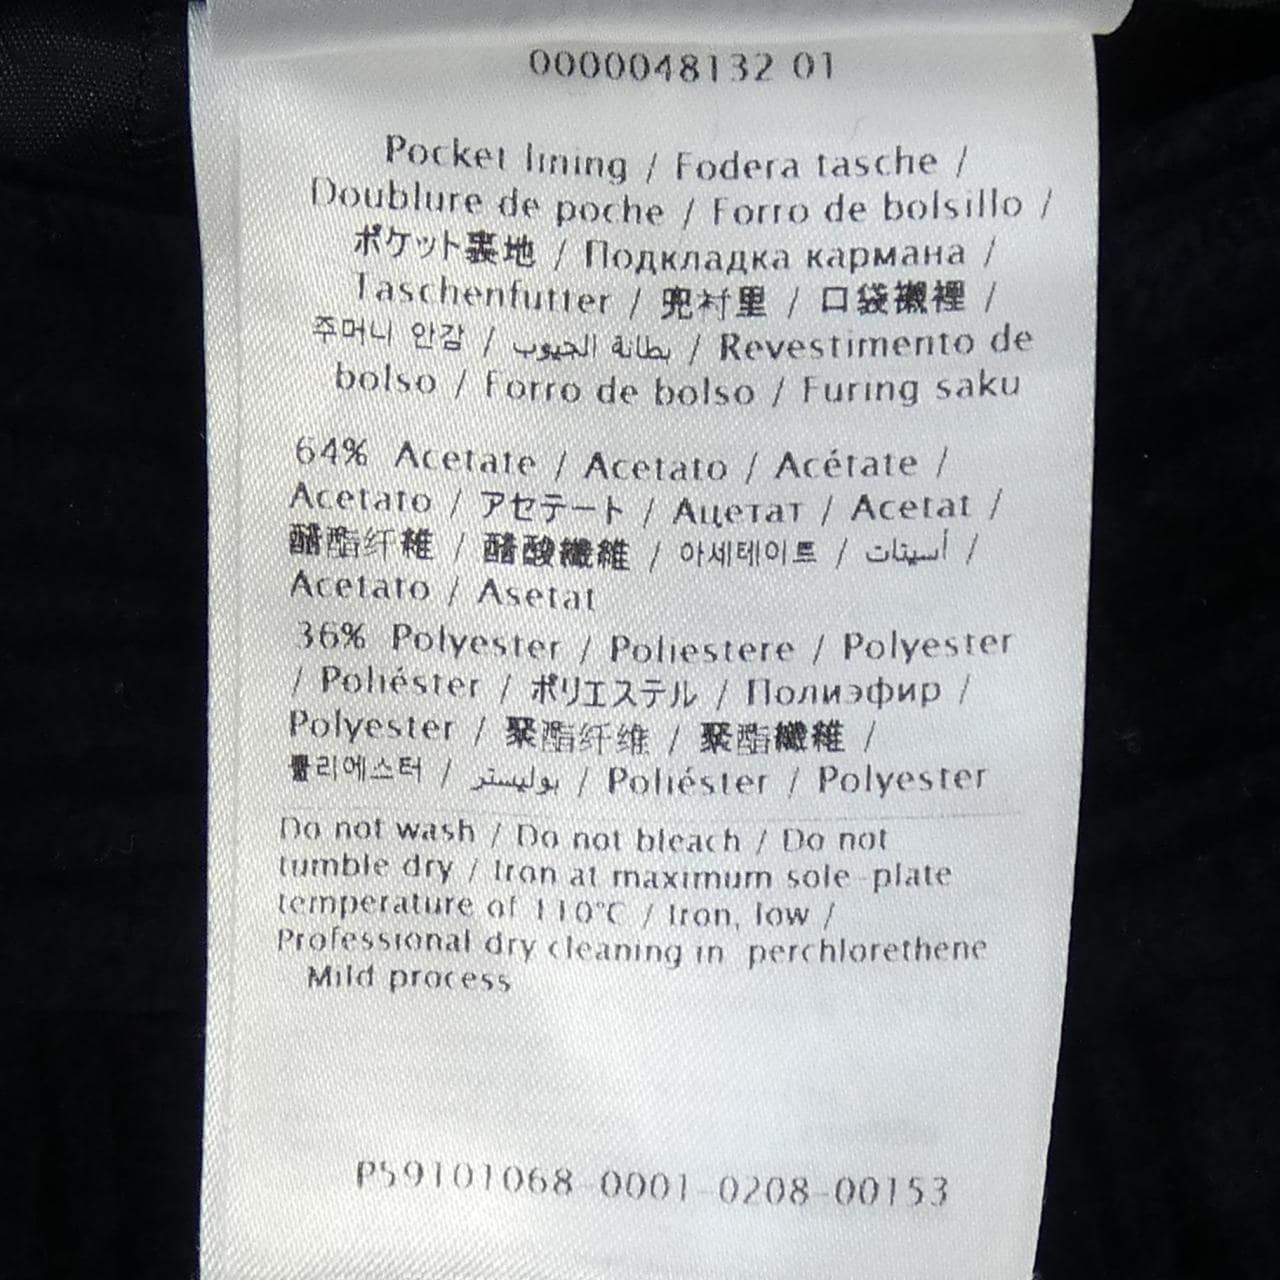 0000048132 01
Pocket lining / Fodera tasche /
Doublure de poche / Forro de bolsillo /
ポケット裏地 / Подкладка кармана /
Taschenfutter / 兜衬里 / 口袋襯裡 /
주머니 안감 / بطانة الجيوب / Revestimento de
bolso / Forro de bolso / Furing saku
64% Acetate / Acetato / Acétate /
Acetato / アセテート / Ацетат / Acetat /
醋酯纤維 / 醋酸纖維 / 아세테이트 / أسيتات /
Acetato / Asetat
36% Polyester / Poliestere / Polyester
/ Poliéster / ポリエステル / Полиэфир /
Polyester / 聚酯纤维 / 聚酯纖維 /
폴리에스터 / بوليستر / Poliéster / Polyester
Do not wash / Do not bleach / Do not
tumble dry / Iron at maximum sole-plate
temperature of 110°C / Iron, low /
Professional dry cleaning in perchlorethene
Mild process
P59101068-0001-0208-00153